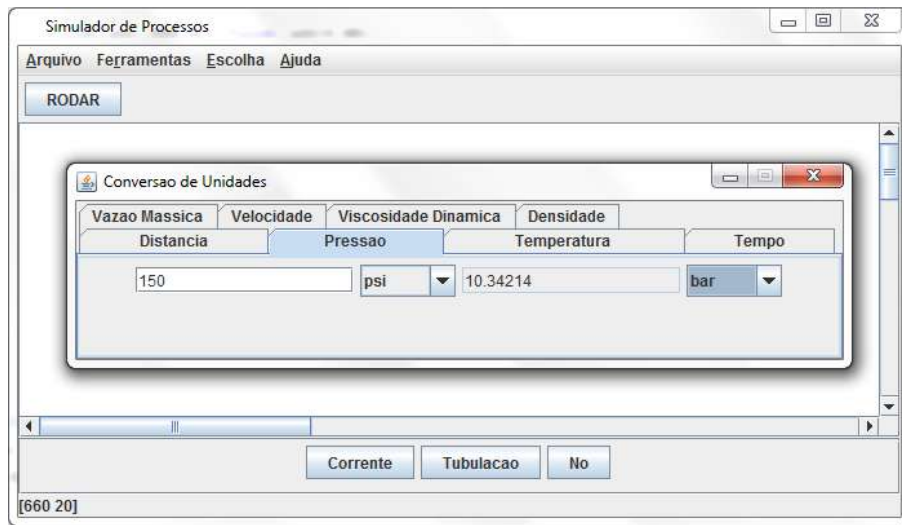 Simulador de Processos
Arquivo Ferramentas Escolha Ajuda
RODAR
Conversao de Unidades
Vazao Massica Velocidade Viscosidade Dinamica Densidade
Distância Pressao Temperatura Tempo
150 psi 10.34214 bar
Corrente Tubulacao No
[660 20]